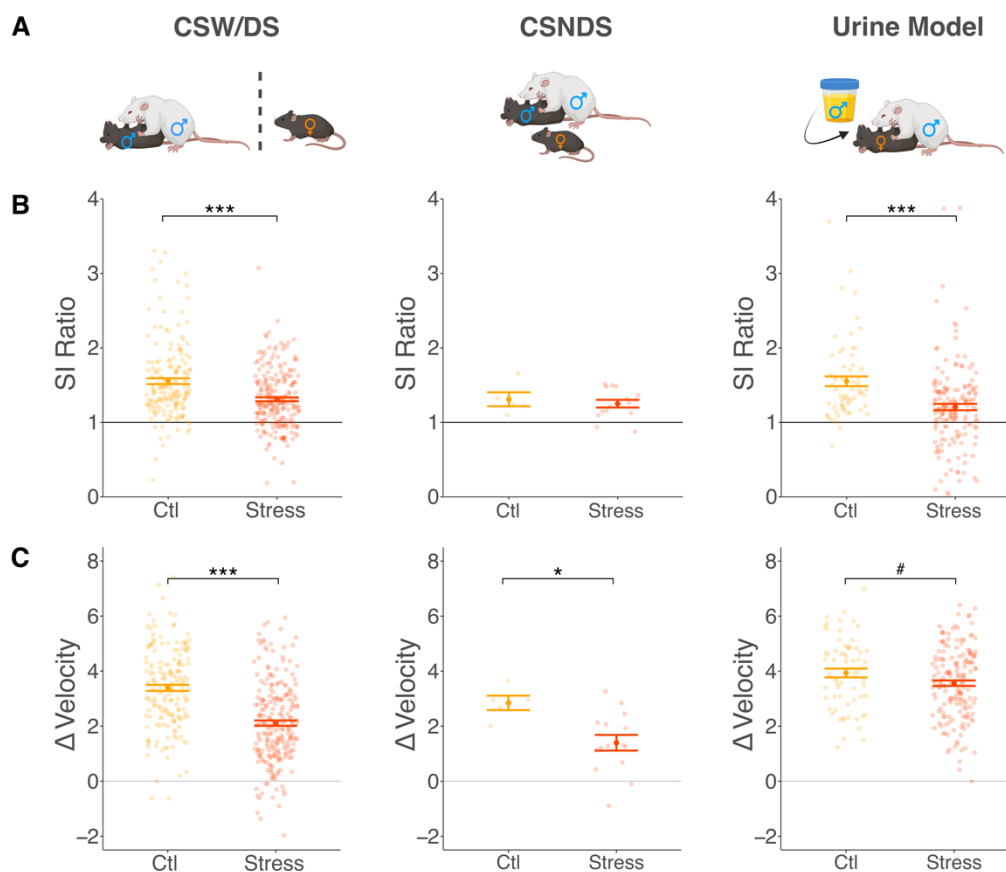 A CSW/DS CSNDS Urine Model
♂ ♂ ♀ ♂ ♂ ♀ ♂ ♀ ♂
B
SI Ratio
4
3
2
1
0
***
Ctl Stress
SI Ratio
4
3
2
1
0
Ctl Stress
SI Ratio
4
3
2
1
0
***
Ctl Stress
C
Δ Velocity
8
6
4
2
0
−2
***
Ctl Stress
Δ Velocity
8
6
4
2
0
−2
*
Ctl Stress
Δ Velocity
8
6
4
2
0
−2
#
Ctl Stress